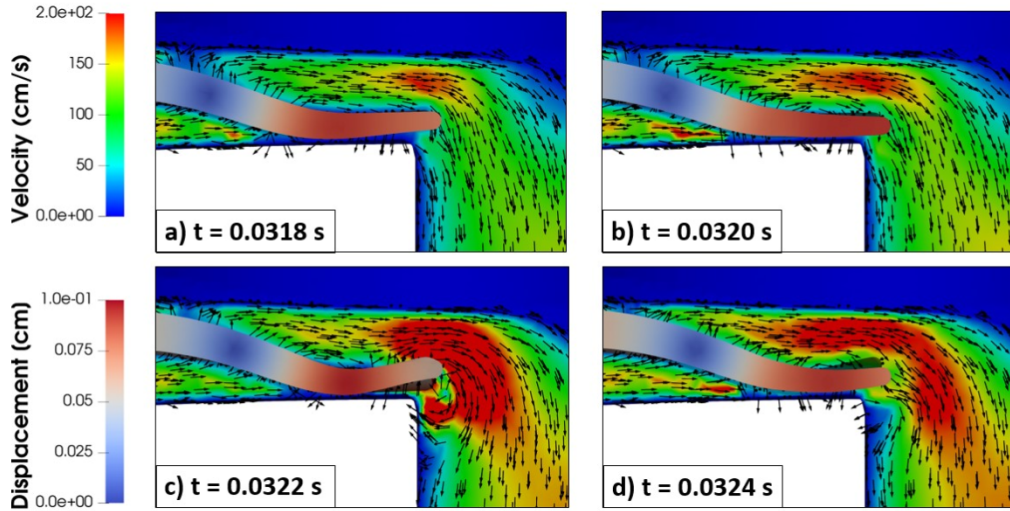 2.0e+02
150
100
50
0.0e+00
Velocity (cm/s)
a) t = 0.0318 s
b) t = 0.0320 s
1.0e-01
0.075
0.05
0.025
0.0e+00
Displacement (cm)
c) t = 0.0322 s
d) t = 0.0324 s